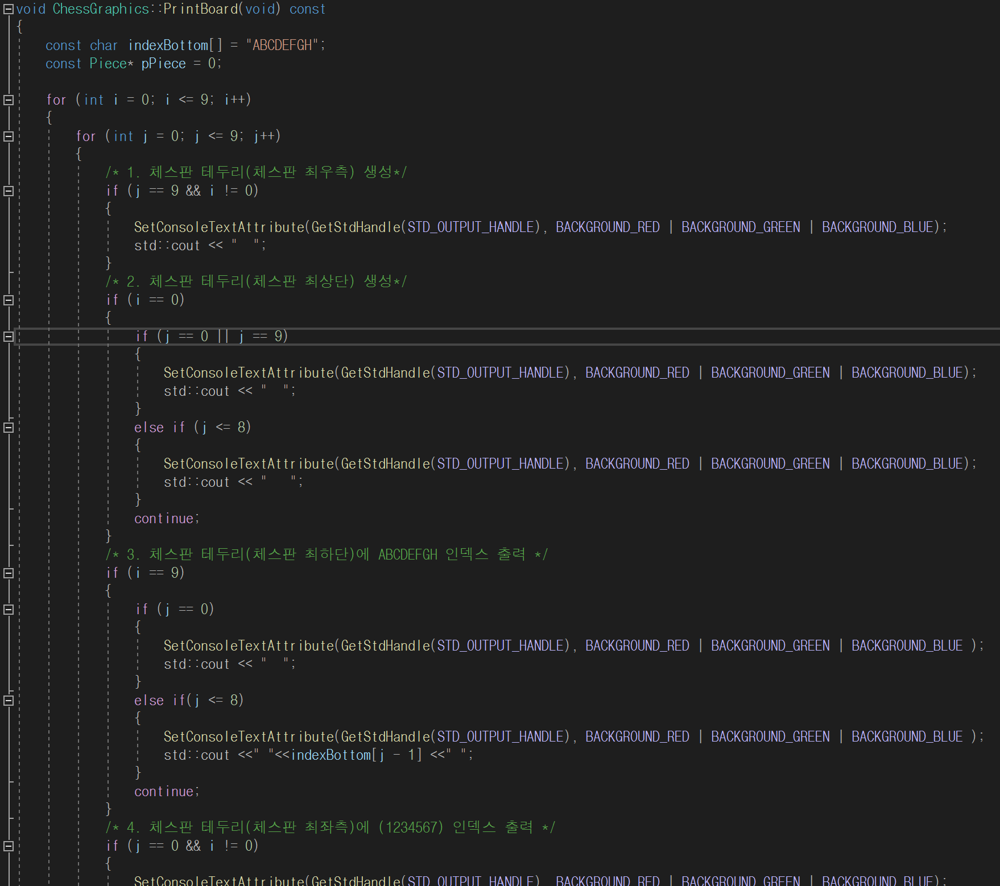 void ChessGraphics::PrintBoard(void) const
{
    const char indexBottom[] = "ABCDEFGH";
    const Piece* pPiece = 0;

    for (int i = 0; i <= 9; i++)
    {
        for (int j = 0; j <= 9; j++)
        {
            /* 1. 체스판 테두리(체스판 최우측) 생성*/
            if (j == 9 && i != 0)
            {
                SetConsoleTextAttribute(GetStdHandle(STD_OUTPUT_HANDLE), BACKGROUND_RED | BACKGROUND_GREEN | BACKGROUND_BLUE);
                std::cout << "  ";
            }
            /* 2. 체스판 테두리(체스판 최상단) 생성*/
            if (i == 0)
            {
                if (j == 0 || j == 9)
                {
                    SetConsoleTextAttribute(GetStdHandle(STD_OUTPUT_HANDLE), BACKGROUND_RED | BACKGROUND_GREEN | BACKGROUND_BLUE);
                    std::cout << "  ";
                }
                else if (j <= 8)
                {
                    SetConsoleTextAttribute(GetStdHandle(STD_OUTPUT_HANDLE), BACKGROUND_RED | BACKGROUND_GREEN | BACKGROUND_BLUE);
                    std::cout << "   ";
                }
                continue;
            }
            /* 3. 체스판 테두리(체스판 최하단)에 ABCDEFGH 인덱스 출력 */
            if (i == 9)
            {
                if (j == 0)
                {
                    SetConsoleTextAttribute(GetStdHandle(STD_OUTPUT_HANDLE), BACKGROUND_RED | BACKGROUND_GREEN | BACKGROUND_BLUE );
                    std::cout << "  ";
                }
                else if(j <= 8)
                {
                    SetConsoleTextAttribute(GetStdHandle(STD_OUTPUT_HANDLE), BACKGROUND_RED | BACKGROUND_GREEN | BACKGROUND_BLUE );
                    std::cout <<" "<<indexBottom[j - 1] <<" ";
                }
                continue;
            }
            /* 4. 체스판 테두리(체스판 최좌측)에 (1234567) 인덱스 출력 */
            if (j == 0 && i != 0)
            {
                SetConsoleTextAttribute(GetStdHandle(STD_OUTPUT_HANDLE), BACKGROUND_RED | BACKGROUND_GREEN | BACKGROUND_BLUE);